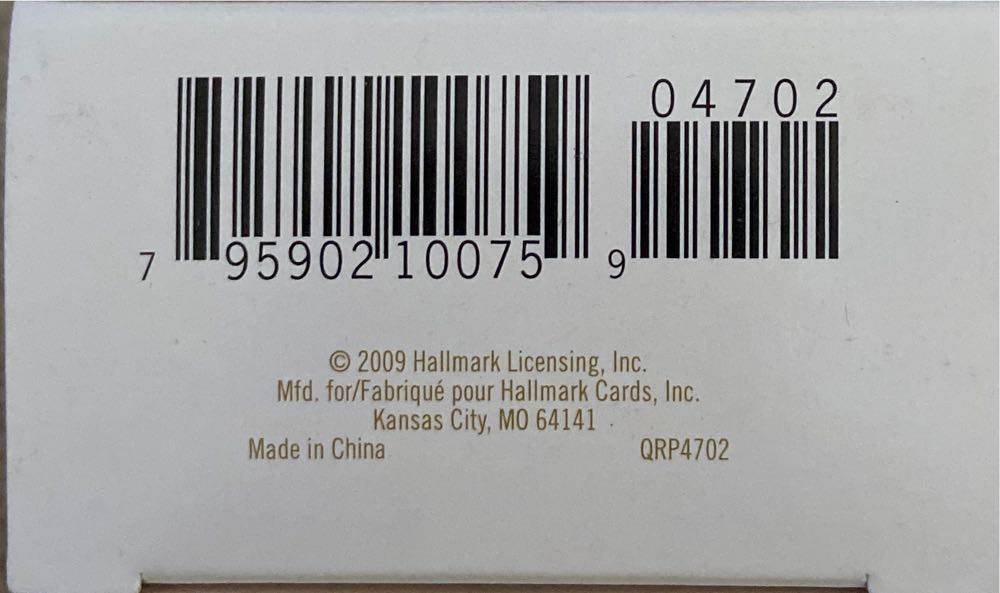 04702
7 95902 10075 9
© 2009 Hallmark Licensing, Inc.
Mfd. for/Fabriqué pour Hallmark Cards, Inc.
Kansas City, MO 64141
Made in China QRP4702